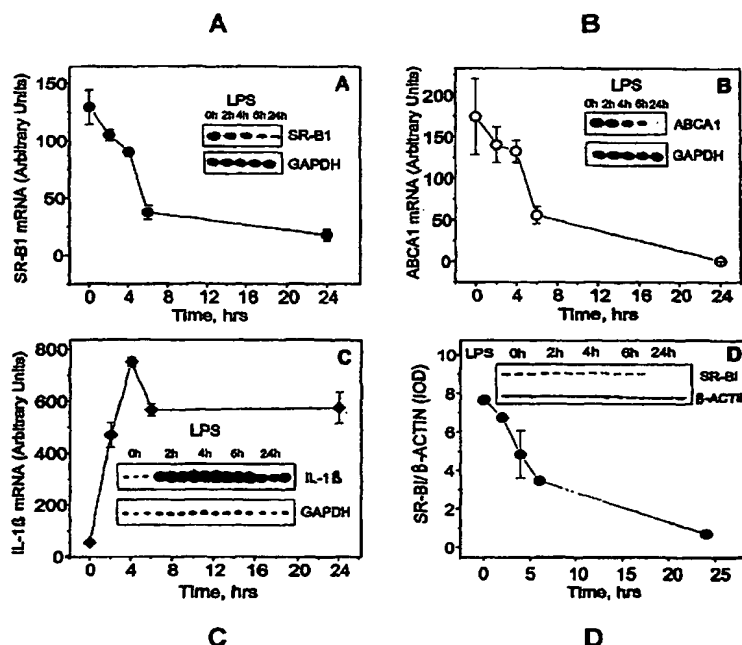 A
B
A
SR-B1 mRNA (Arbitrary Units)
150
100
50
0
LPS
0h 2h 4h 6h 24h
SR-B1
GAPDH
0 4 8 12 16 20 24
Time, hrs
B
ABCA1 mRNA (Arbitrary Units)
200
150
100
50
0
LPS
0h 2h 4h 6h 24h
ABCA1
GAPDH
0 4 8 12 16 20 24
Time, hrs
C
IL-1ß mRNA (Arbitrary Units)
800
600
400
200
0
LPS
0h 2h 4h 6h 24h
IL-1ß
GAPDH
0 4 8 12 16 20 24
Time, hrs
D
SR-BI/ β-ACTIN (IOD)
10
8
6
4
2
0
LPS 0h 2h 4h 6h 24h
SR-BI
β-ACTIN
0 5 10 15 20 25
Time, hrs
C
D